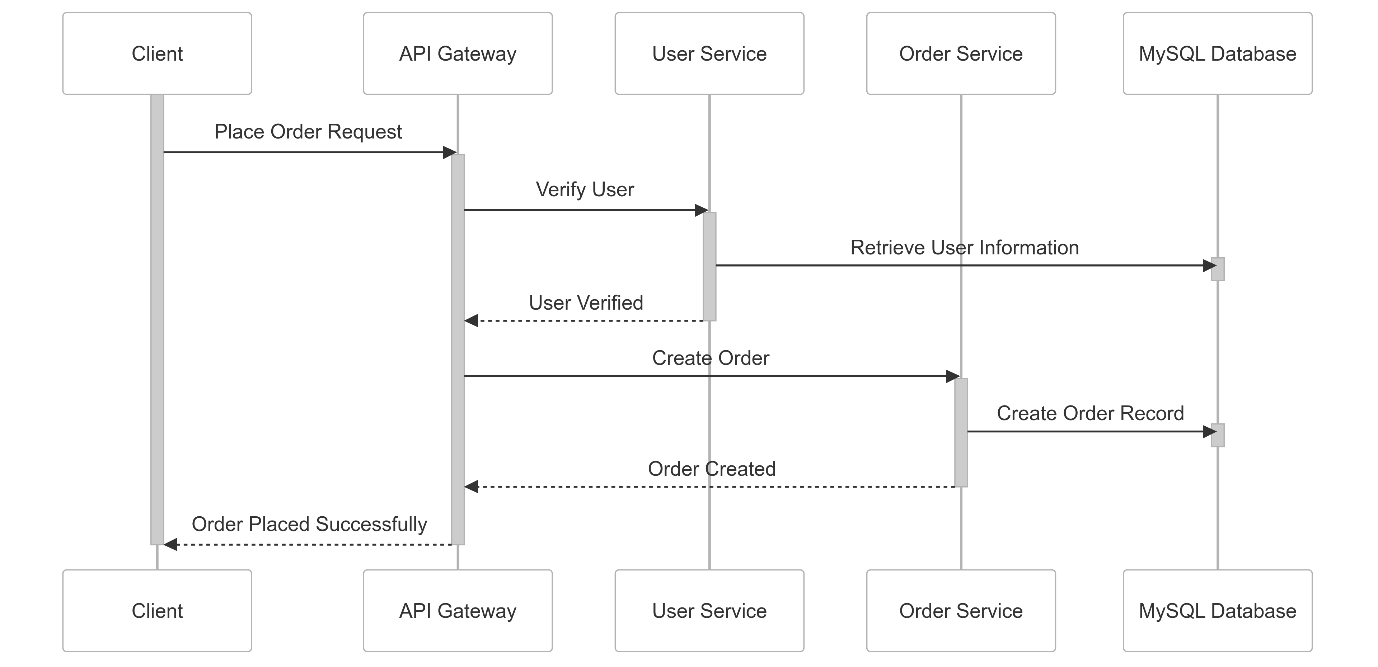 Client
API Gateway
User Service
Order Service
MySQL Database
Place Order Request
Verify User
Retrieve User Information
User Verified
Create Order
Create Order Record
Order Created
Order Placed Successfully
Client
API Gateway
User Service
Order Service
MySQL Database